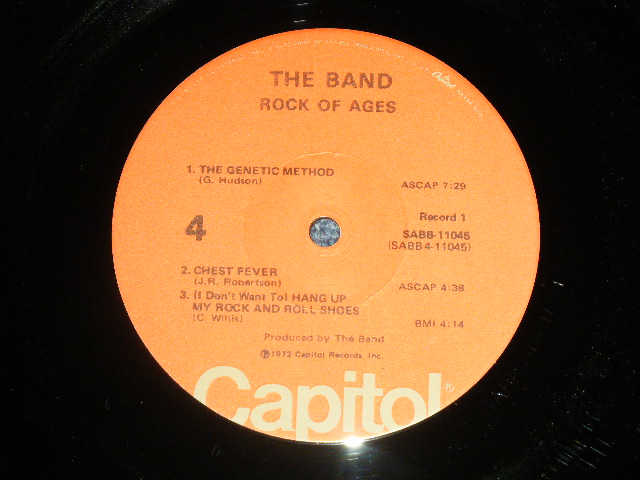 THE BAND
ROCK OF AGES
1. THE GENETIC METHOD
(G. Hudson)
ASCAP 7:29
4
Record 1
SABB-11045
(SABB4-11045)
2. CHEST FEVER
(J.R. Robertson)
ASCAP 4:38
3. (I Don't Want To) HANG UP
MY ROCK AND ROLL SHOES
(C. Willis)
BMI 4:14
Produced by The Band
℗1972 Capitol Records, Inc.
Capitol®